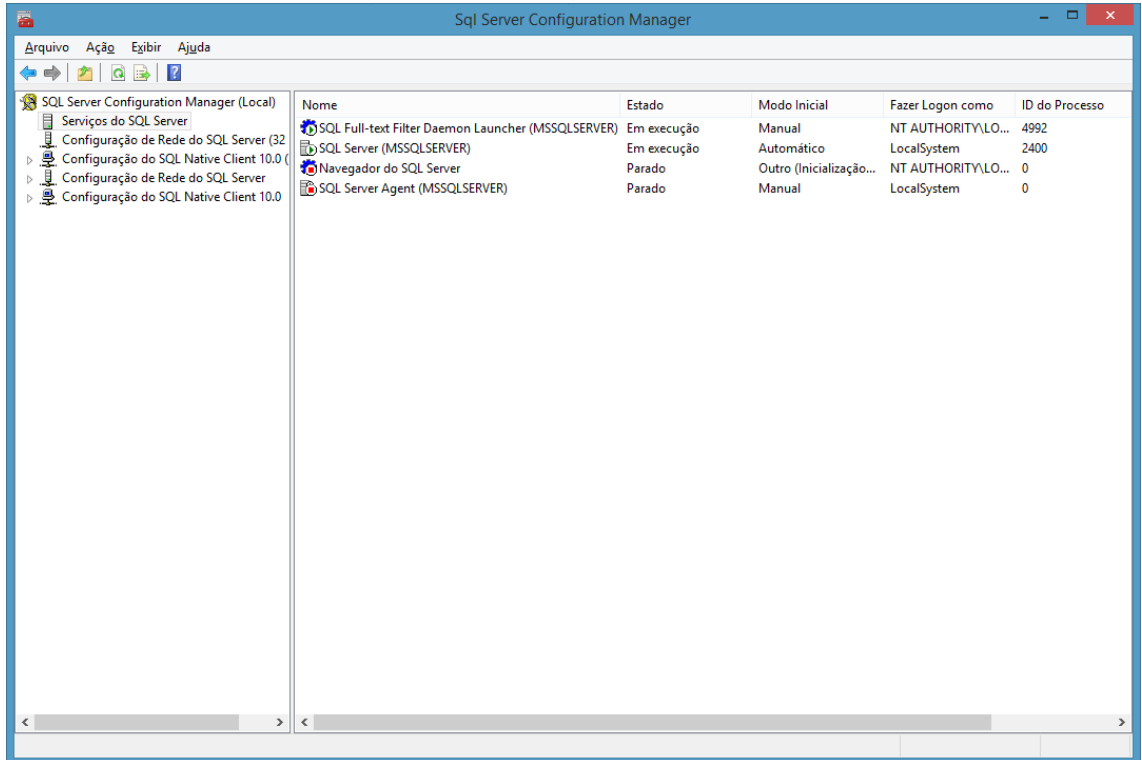 Sql Server Configuration Manager
Arquivo Ação Exibir Ajuda
SQL Server Configuration Manager (Local)
Serviços do SQL Server
Configuração de Rede do SQL Server (32
Configuração do SQL Native Client 10.0 (
Configuração de Rede do SQL Server
Configuração do SQL Native Client 10.0
Nome Estado Modo Inicial Fazer Logon como ID do Processo
SQL Full-text Filter Daemon Launcher (MSSQLSERVER) Em execução Manual NT AUTHORITY\LO... 4992
SQL Server (MSSQLSERVER) Em execução Automático LocalSystem 2400
Navegador do SQL Server Parado Outro (Inicialização... NT AUTHORITY\LO... 0
SQL Server Agent (MSSQLSERVER) Parado Manual LocalSystem 0